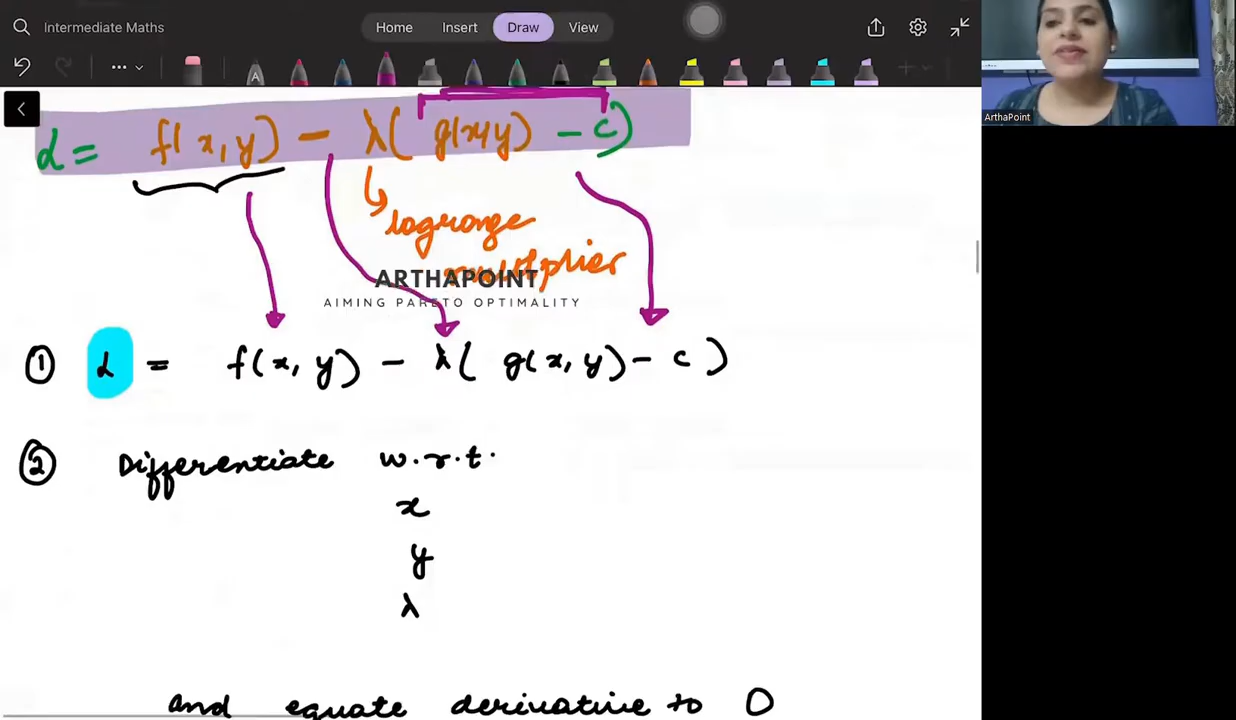 Intermediate Maths
Home Insert Draw View
ArthaPoint
L = f(x, y) - λ( g(x,y) - c)
lagrange
multiplier
ARTHAPOINT
AIMING PARETO OPTIMALITY
① L = f(x, y) - λ( g(x, y) - c )
② Differentiate w.r.t.
x
y
λ
and equate derivative to 0